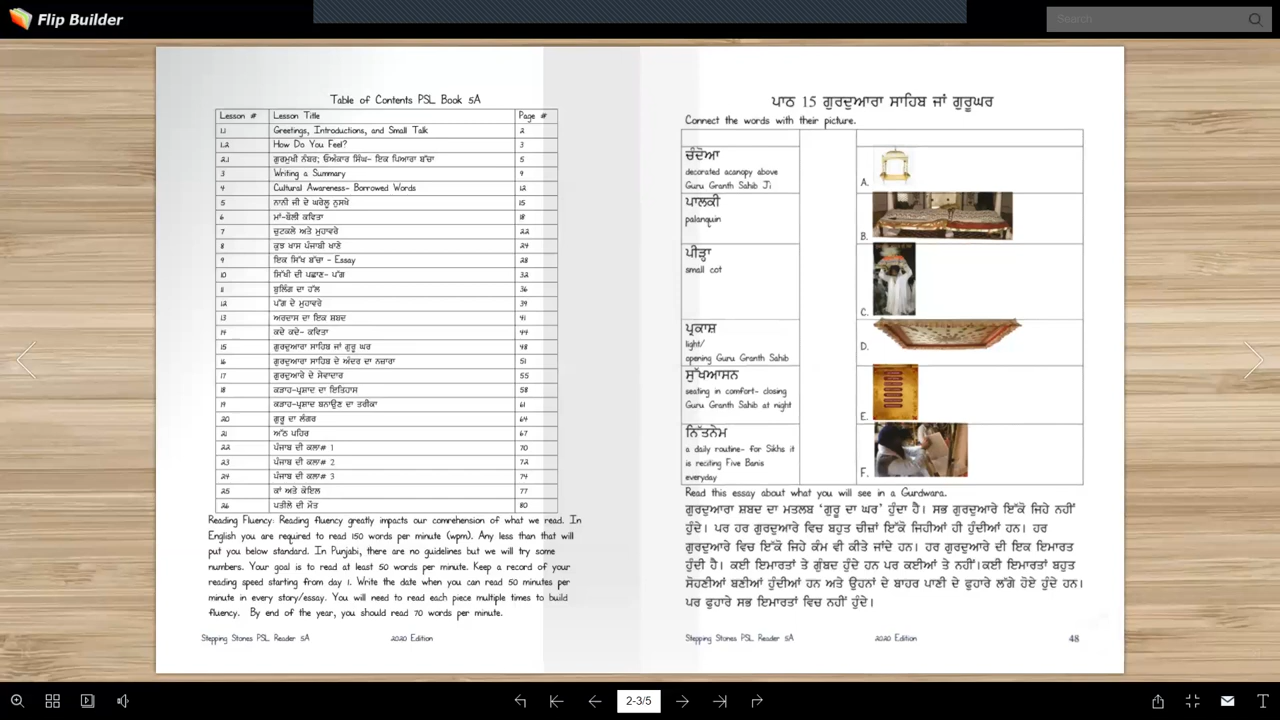 Flip Builder
Search
Table of Contents PSL Book 5A
Lesson # Lesson Title Page #
1.1 Greetings, Introductions, and Small Talk 2
1.2 How Do You Feel? 3
2.1 ਗੁਰਮੁਖੀ ਨੰਬਰ; ਓਅੰਕਾਰ ਸਿੰਘ- ਇਕ ਪਿਆਰਾ ਬੱਚਾ 5
3 Writing a Summary 9
4 Cultural Awareness- Borrowed Words 12
5 ਨਾਨੀ ਜੀ ਦੇ ਘਰੇਲੂ ਨੁਸਖੇ 15
6 ਮਾਂ-ਬੋਲੀ ਕਵਿਤਾ 18
7 ਚੁਟਕਲੇ ਅਤੇ ਮੁਹਾਵਰੇ 22
8 ਕੁਝ ਖਾਸ ਪੰਜਾਬੀ ਖਾਣੇ 24
9 ਇਕ ਸਿੱਖ ਬੱਚਾ - Essay 28
10 ਸਿੱਖੀ ਦੀ ਪਛਾਣ- ਪੱਗ 32
11 ਬੁਲਿੰਗ ਦਾ ਹੱਲ 36
12 ਪੱਗ ਦੇ ਮੁਹਾਵਰੇ 39
13 ਅਰਦਾਸ ਦਾ ਇਕ ਸ਼ਬਦ 41
14 ਕਦੇ ਕਦੇ- ਕਵਿਤਾ 44
15 ਗੁਰਦੁਆਰਾ ਸਾਹਿਬ ਜਾਂ ਗੁਰੂ ਘਰ 48
16 ਗੁਰਦੁਆਰਾ ਸਾਹਿਬ ਦੇ ਅੰਦਰ ਦਾ ਨਜ਼ਾਰਾ 51
17 ਗੁਰਦੁਆਰੇ ਦੇ ਸੇਵਾਦਾਰ 55
18 ਕੜਾਹ-ਪ੍ਰਸ਼ਾਦ ਦਾ ਇਤਿਹਾਸ 58
19 ਕੜਾਹ-ਪ੍ਰਸ਼ਾਦ ਬਨਾਉਣ ਦਾ ਤਰੀਕਾ 61
20 ਗੁਰੂ ਦਾ ਲੰਗਰ 64
21 ਅੱਠ ਪਹਿਰ 67
22 ਪੰਜਾਬ ਦੀ ਕਲਾ# 1 70
23 ਪੰਜਾਬ ਦੀ ਕਲਾ# 2 72
24 ਪੰਜਾਬ ਦੀ ਕਲਾ# 3 74
25 ਕਾਂ ਅਤੇ ਕੋਇਲ 77
26 ਪਤੀਲੇ ਦੀ ਮੌਤ 80
Reading Fluency: Reading fluency greatly impacts our comrehension of what we read. In
English you are required to read 150 words per minute (wpm). Any less than that will
put you below standard. In Punjabi, there are no guidelines but we will try some
numbers. Your goal is to read at least 50 words per minute. Keep a record of your
reading speed starting from day 1. Write the date when you can read 50 minutes per
minute in every story/essay. You will need to read each piece multiple times to build
fluency. By end of the year, you should read 70 words per minute.
Stepping Stones PSL Reader 5A 2020 Edition
ਪਾਠ 15 ਗੁਰਦੁਆਰਾ ਸਾਹਿਬ ਜਾਂ ਗੁਰੂਘਰ
Connect the words with their picture.
ਚੰਦੋਆ
decorated acanopy above
Guru Granth Sahib Ji
A.
ਪਾਲਕੀ
palanquin
B.
ਪੀੜ੍ਹਾ
small cot
C.
ਪ੍ਰਕਾਸ਼
light/
opening Guru Granth Sahib
D.
ਸੁੱਖਆਸਨ
seating in comfort- closing
Guru Granth Sahib at night
E.
ਨਿੱਤਨੇਮ
a daily routine- for Sikhs it
is reciting Five Banis
everyday
F.
Read this essay about what you will see in a Gurdwara.
ਗੁਰਦੁਆਰਾ ਸ਼ਬਦ ਦਾ ਮਤਲਬ ‘ਗੁਰੂ ਦਾ ਘਰ’ ਹੁੰਦਾ ਹੈ। ਸਭ ਗੁਰਦੁਆਰੇ ਇੱਕੋ ਜਿਹੇ ਨਹੀਂ
ਹੁੰਦੇ। ਪਰ ਹਰ ਗੁਰਦੁਆਰੇ ਵਿਚ ਬਹੁਤ ਚੀਜ਼ਾਂ ਇੱਕੋ ਜਿਹੀਆਂ ਹੀ ਹੁੰਦੀਆਂ ਹਨ। ਹਰ
ਗੁਰਦੁਆਰੇ ਵਿਚ ਇੱਕੋ ਜਿਹੇ ਕੰਮ ਵੀ ਕੀਤੇ ਜਾਂਦੇ ਹਨ। ਹਰ ਗੁਰਦੁਆਰੇ ਦੀ ਇਕ ਇਮਾਰਤ
ਹੁੰਦੀ ਹੈ। ਕਈ ਇਮਾਰਤਾਂ ਤੇ ਗੁੰਬਦ ਹੁੰਦੇ ਹਨ ਪਰ ਕਈਆਂ ਤੇ ਨਹੀਂ।ਕਈ ਇਮਾਰਤਾਂ ਬਹੁਤ
ਸੋਹਣੀਆਂ ਬਣੀਆਂ ਹੁੰਦੀਆਂ ਹਨ ਅਤੇ ਉਹਨਾਂ ਦੇ ਬਾਹਰ ਪਾਣੀ ਦੇ ਫੁਹਾਰੇ ਲੱਗੇ ਹੋਏ ਹੁੰਦੇ ਹਨ।
ਪਰ ਫੁਹਾਰੇ ਸਭ ਇਮਾਰਤਾਂ ਵਿਚ ਨਹੀਂ ਹੁੰਦੇ।
Stepping Stones PSL Reader 5A 2020 Edition 48
2-3/5